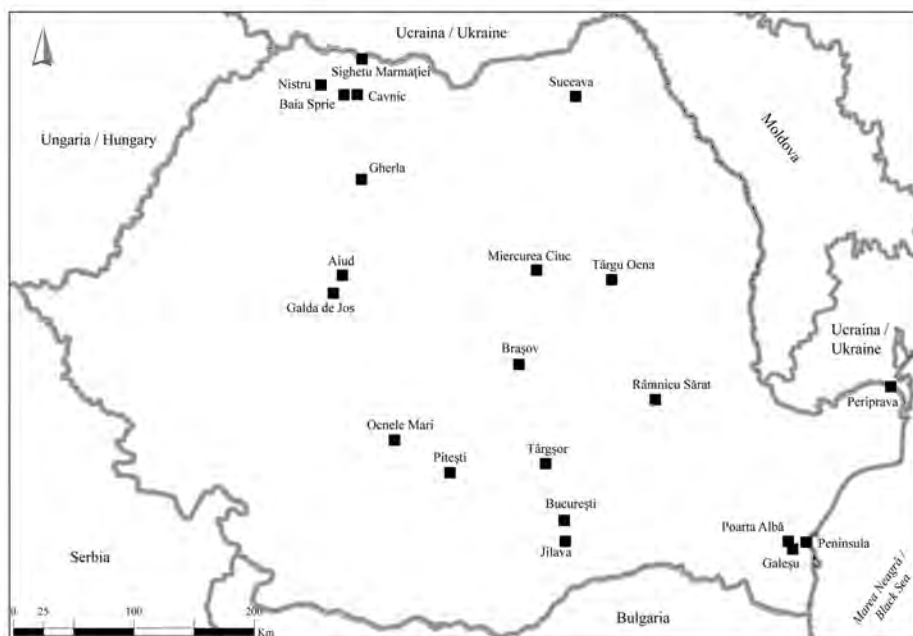 Ucraina / Ukraine
Sighetu Marmației
Nistru
Baia Sprie
Cavnic
Suceava
Ungaria / Hungary
Moldova
Gherla
Aiud
Galda de Jos
Miercurea Ciuc
Târgu Ocna
Ucraina /
Ukraine
Brașov
Periprava
Râmnicu Sărat
Ocnele Mari
Pitești
Târgșor
București
Jilava
Poarta Albă
Galeșu
Peninsula
Serbia
Bulgaria
Marea Neagră /
Black Sea
0 25 100 200
Km